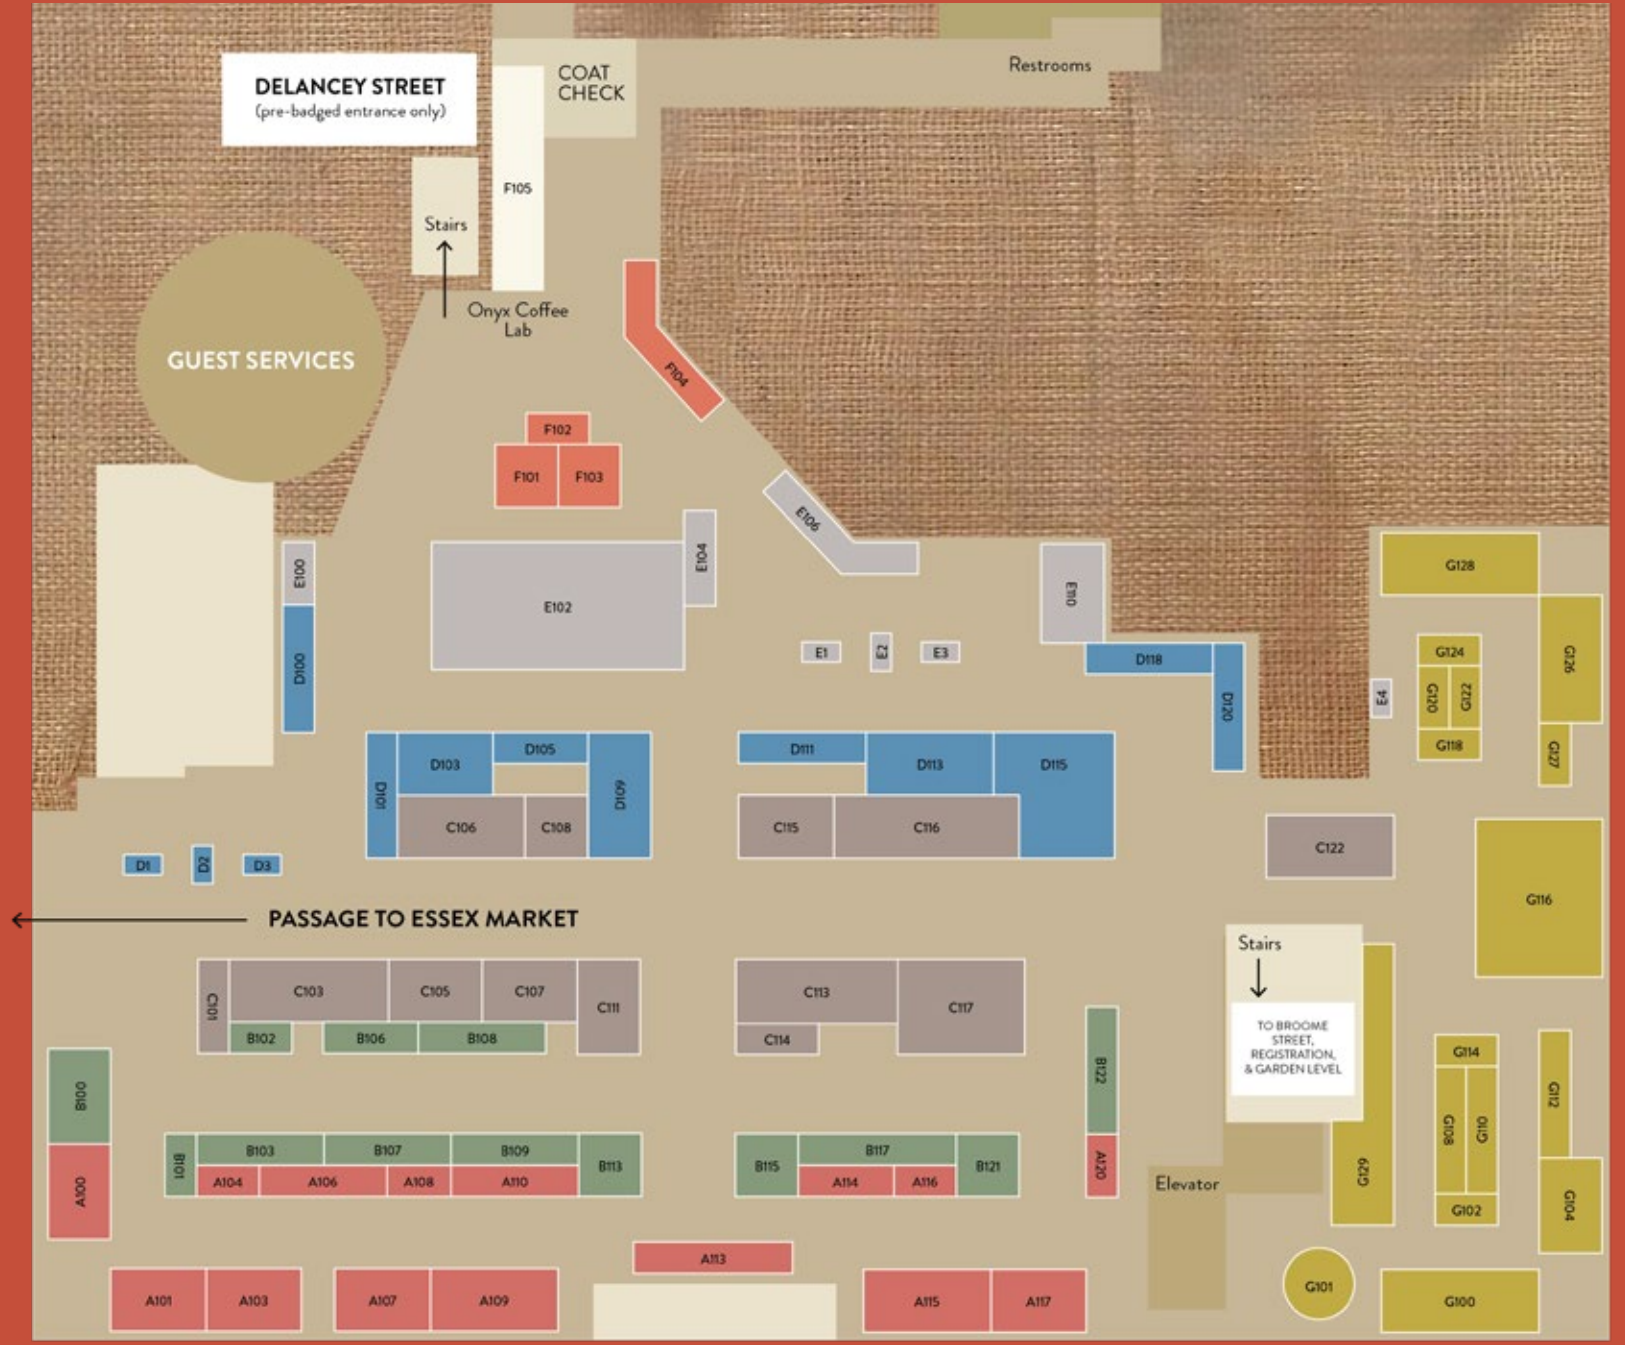 DELANCEY STREET
(pre-badged entrance only)
COAT
CHECK
Restrooms
F105
Stairs
Onyx Coffee
Lab
GUEST SERVICES
F104
F102
F101
F103
E106
E100
E104
E102
E110
E1
E2
E3
D100
D118
D120
G128
G126
G124
G120
G122
G118
G127
E4
D101
D103
D105
D109
D111
D113
D115
C106
C108
C115
C116
C122
D1
D2
D3
G116
PASSAGE TO ESSEX MARKET
Stairs
TO BROOME
STREET,
REGISTRATION,
& GARDEN LEVEL
C101
C103
C105
C107
C111
C113
C117
B102
B106
B108
C114
B100
B122
G114
G112
G108
G110
B101
B103
B107
B109
B113
B115
B117
B121
A100
A104
A106
A108
A110
A114
A116
A120
Elevator
G129
G102
G104
A113
A101
A103
A107
A109
A115
A117
G101
G100